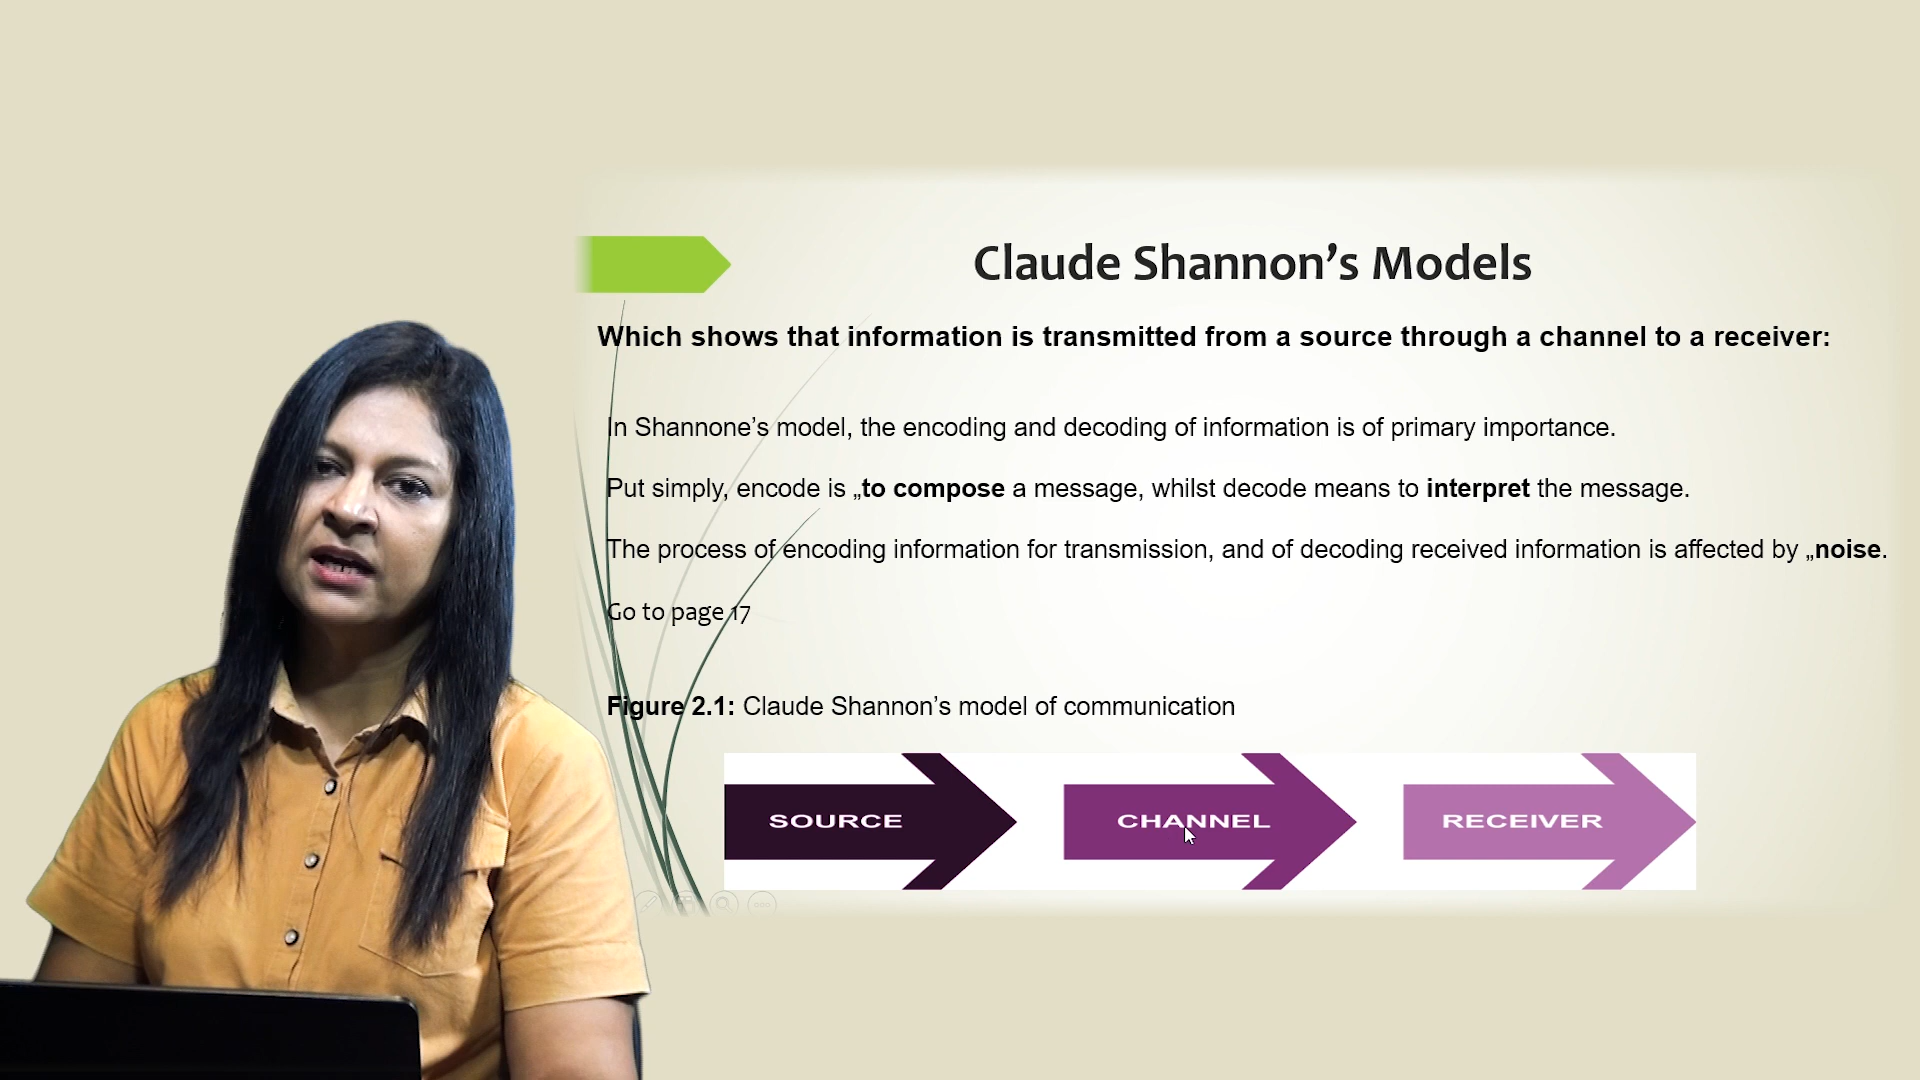 Claude Shannon’s Models
Which shows that information is transmitted from a source through a channel to a receiver:
In Shannone’s model, the encoding and decoding of information is of primary importance.
Put simply, encode is „to compose a message, whilst decode means to interpret the message.
The process of encoding information for transmission, and of decoding received information is affected by „noise.
Go to page 17
Figure 2.1: Claude Shannon’s model of communication
SOURCE
CHANNEL
RECEIVER